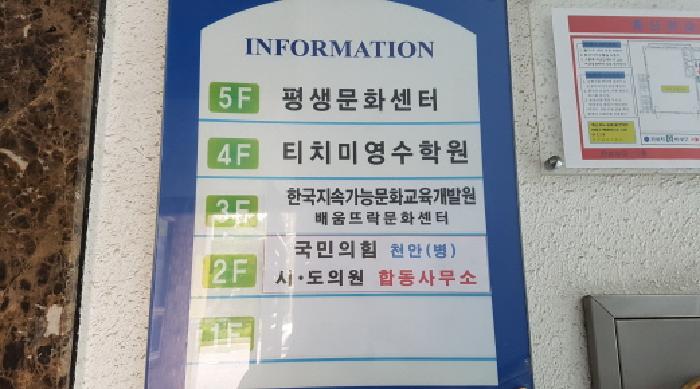 INFORMATION
5F 평생문화센터
4F 티치미영수학원
3F 한국지속가능문화교육개발원
배움뜨락문화센터
2F 국민의힘 천안(병)
시·도의원 합동사무소
1F